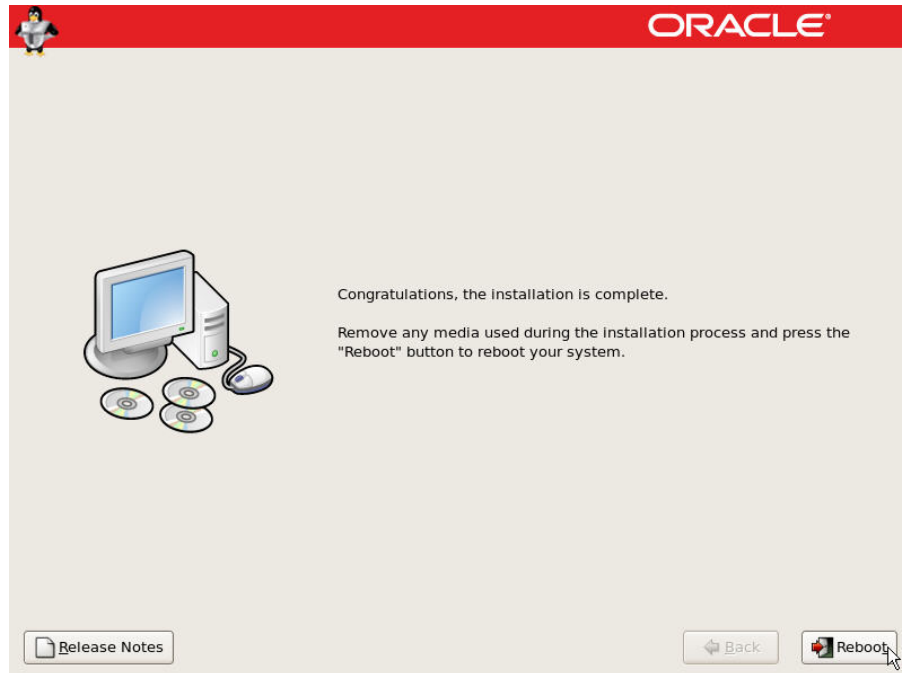 ORACLE®
Congratulations, the installation is complete.
Remove any media used during the installation process and press the
"Reboot" button to reboot your system.
Release Notes
Back
Reboot